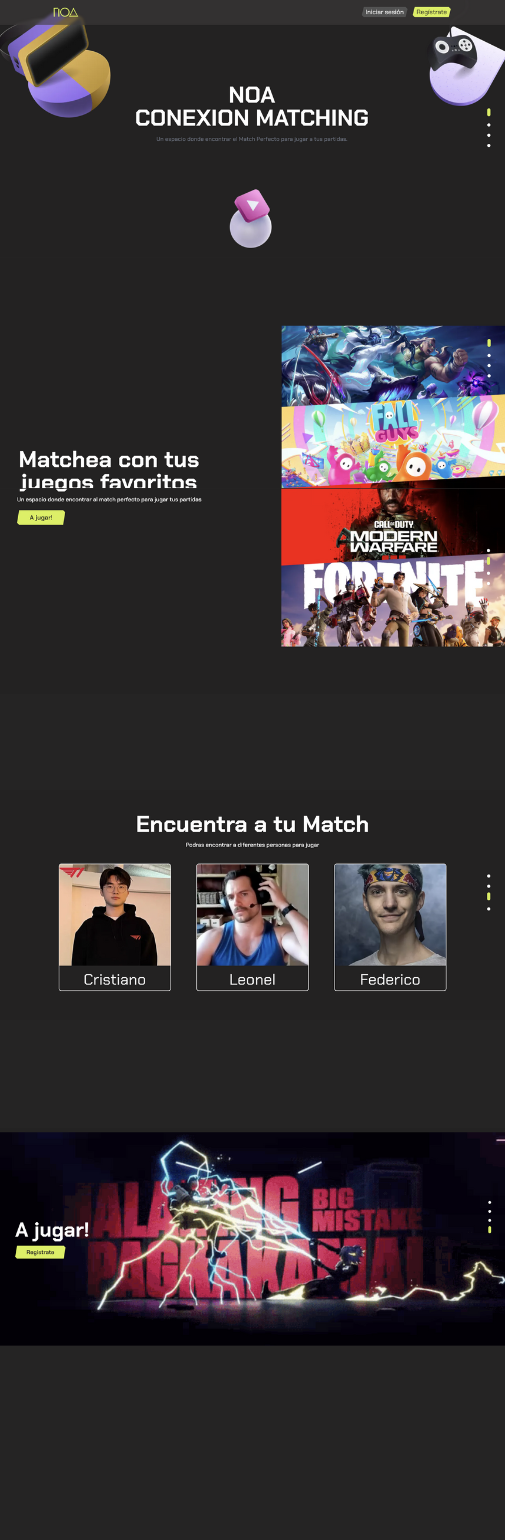 NOA
Iniciar sesión
Registrate
NOA
CONEXION MATCHING
Un espacio donde encontrar el Match Perfecto para jugar a tus partidas.
FALL
GUYS
CALL OF DUTY
MODERN
WARFARE
FORTNITE
Matchea con tus
juegos favoritos
Un espacio donde encontrar al match perfecto para jugar tus partidas
A jugar!
Encuentra a tu Match
Podras encontrar a diferentes personas para jugar
Cristiano
Leonel
Federico
BIG
MISTAKE
A jugar!
Registrate